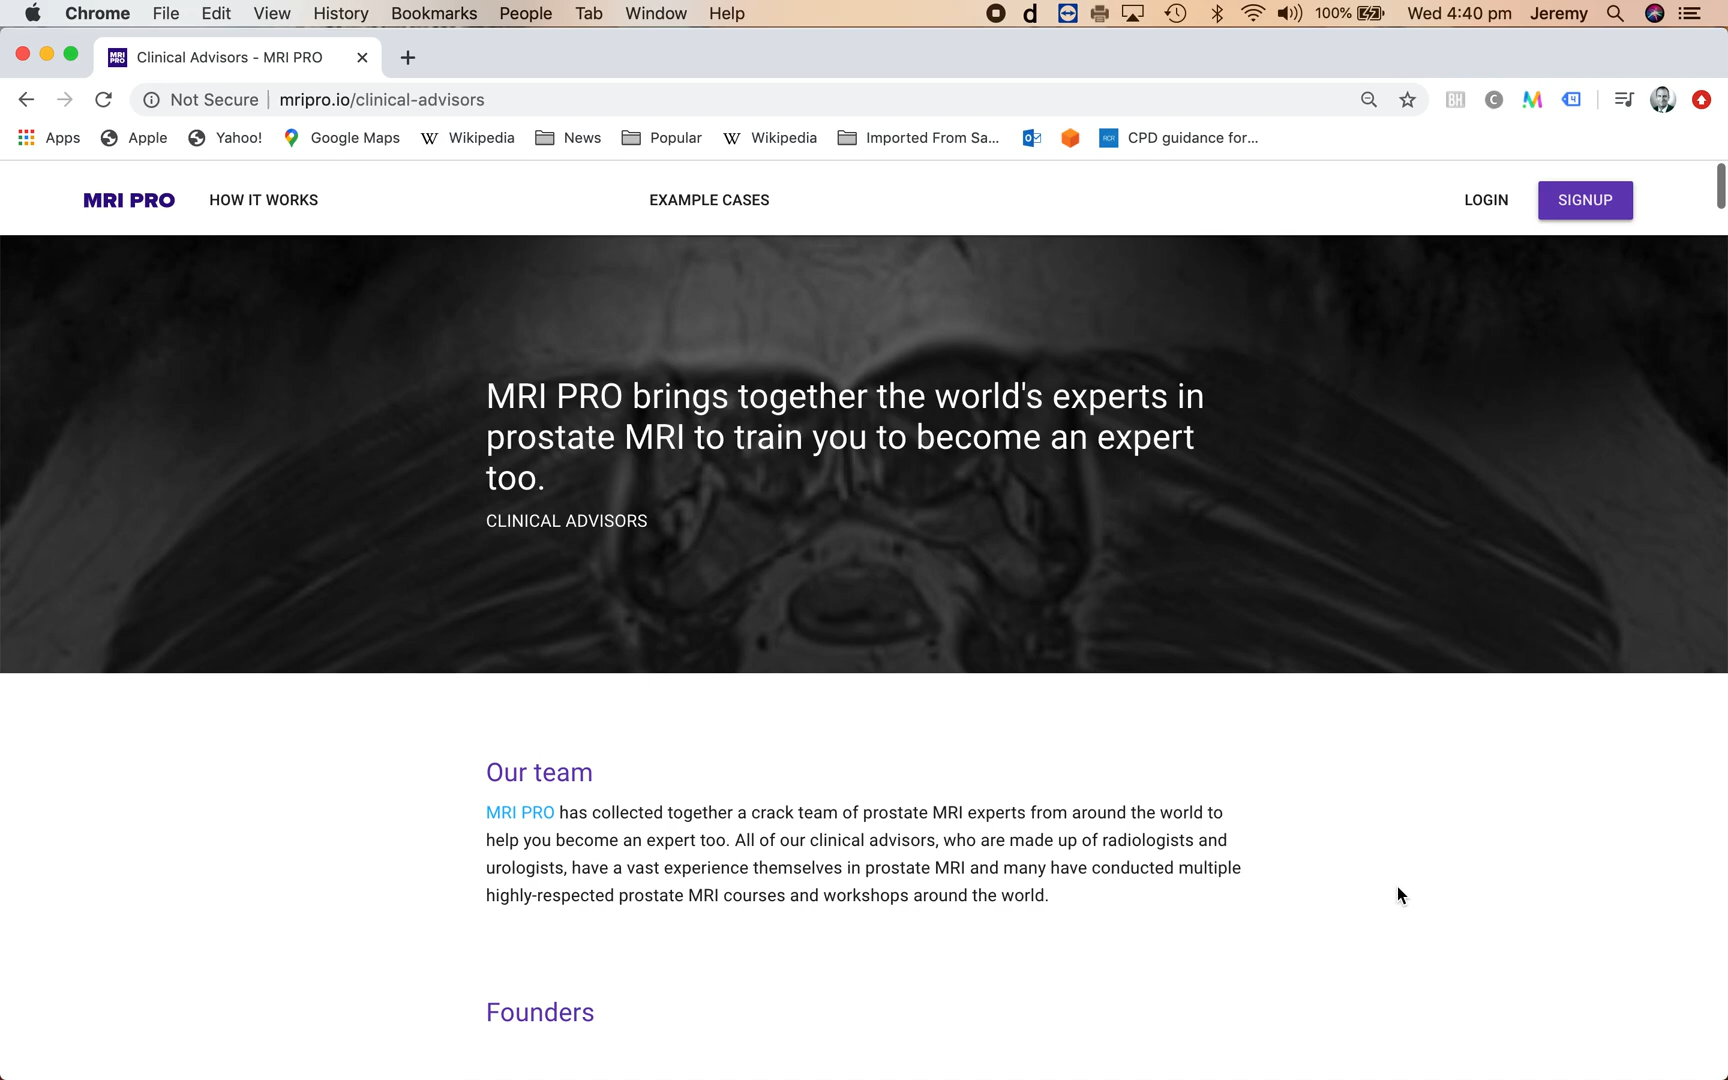 Chrome File Edit View History Bookmarks People Tab Window Help 100% Wed 4:40 pm Jeremy
MRI PRO Clinical Advisors - MRI PRO
Not Secure | mripro.io/clinical-advisors
Apps Apple Yahoo! Google Maps Wikipedia News Popular Wikipedia Imported From Sa... CPD guidance for...
MRI PRO HOW IT WORKS EXAMPLE CASES LOGIN SIGNUP
MRI PRO brings together the world's experts in
prostate MRI to train you to become an expert
too.
CLINICAL ADVISORS
Our team
MRI PRO has collected together a crack team of prostate MRI experts from around the world to
help you become an expert too. All of our clinical advisors, who are made up of radiologists and
urologists, have a vast experience themselves in prostate MRI and many have conducted multiple
highly-respected prostate MRI courses and workshops around the world.
Founders